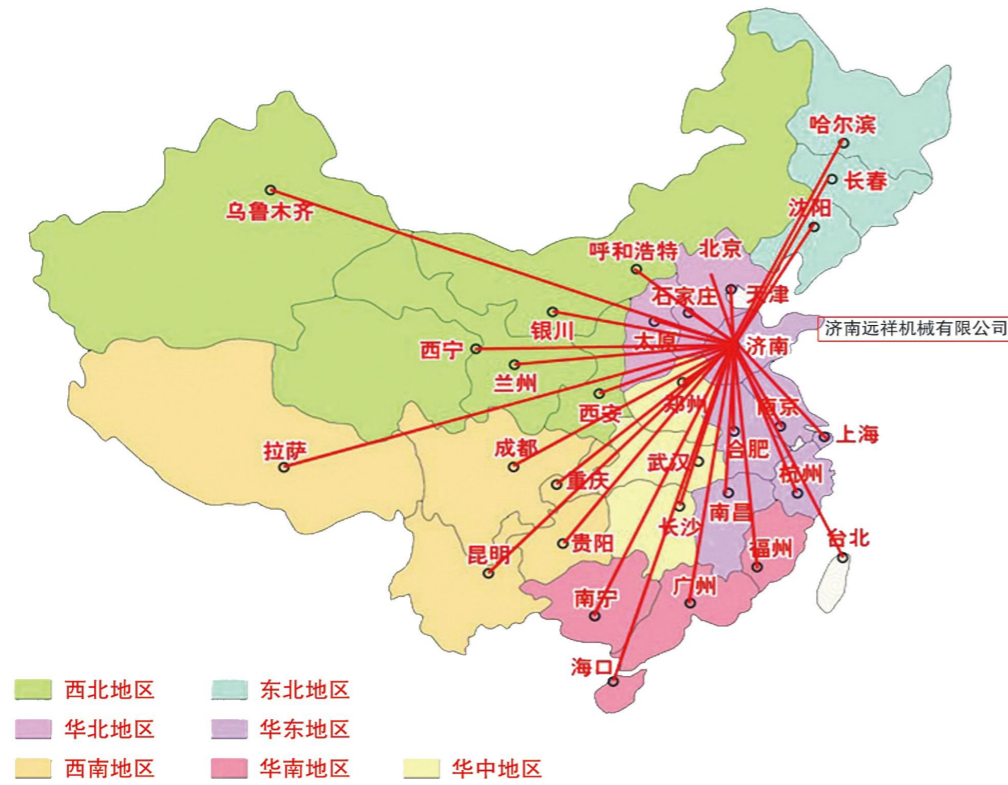 哈尔滨
长春
沈阳
乌鲁木齐
呼和浩特
北京
石家庄
天津
银川
太原
济南远祥机械有限公司
济南
西宁
兰州
西安
郑州
南京
上海
合肥
拉萨
成都
武汉
杭州
重庆
南昌
长沙
台北
福州
贵阳
昆明
广州
南宁
海口
西北地区
东北地区
华北地区
华东地区
西南地区
华南地区
华中地区